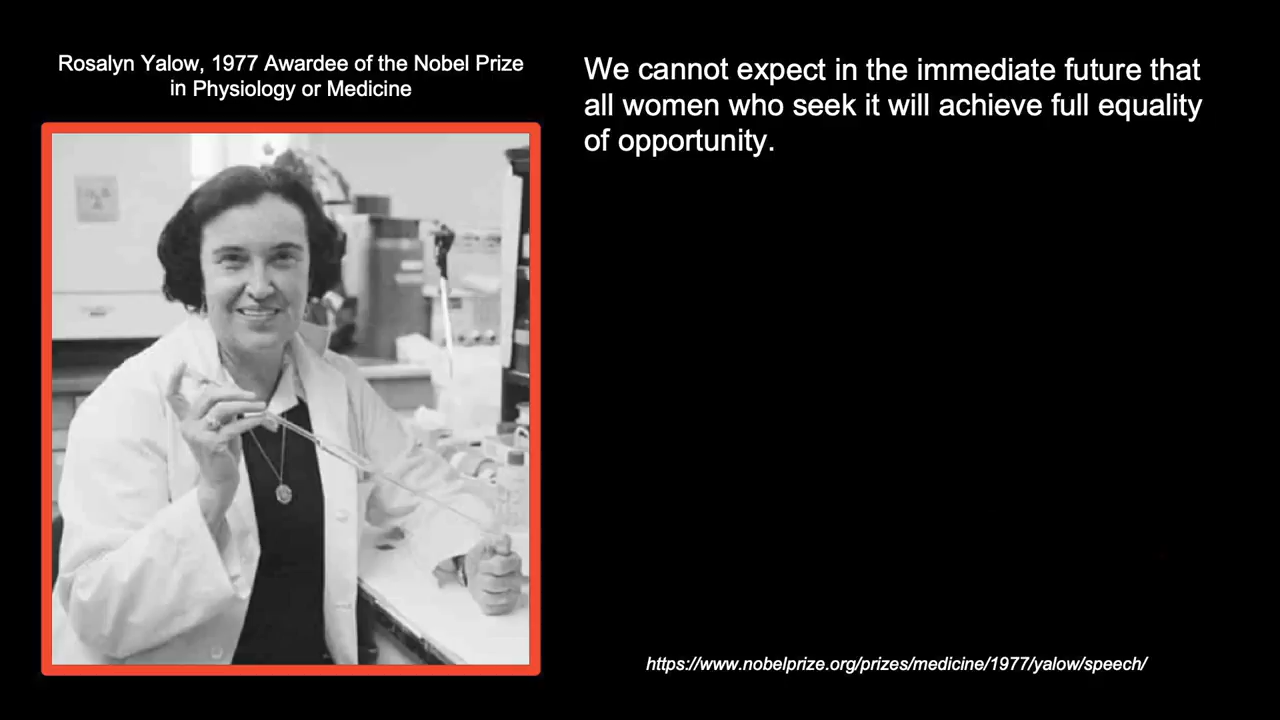 Rosalyn Yalow, 1977 Awardee of the Nobel Prize
in Physiology or Medicine
We cannot expect in the immediate future that
all women who seek it will achieve full equality
of opportunity.
https://www.nobelprize.org/prizes/medicine/1977/yalow/speech/